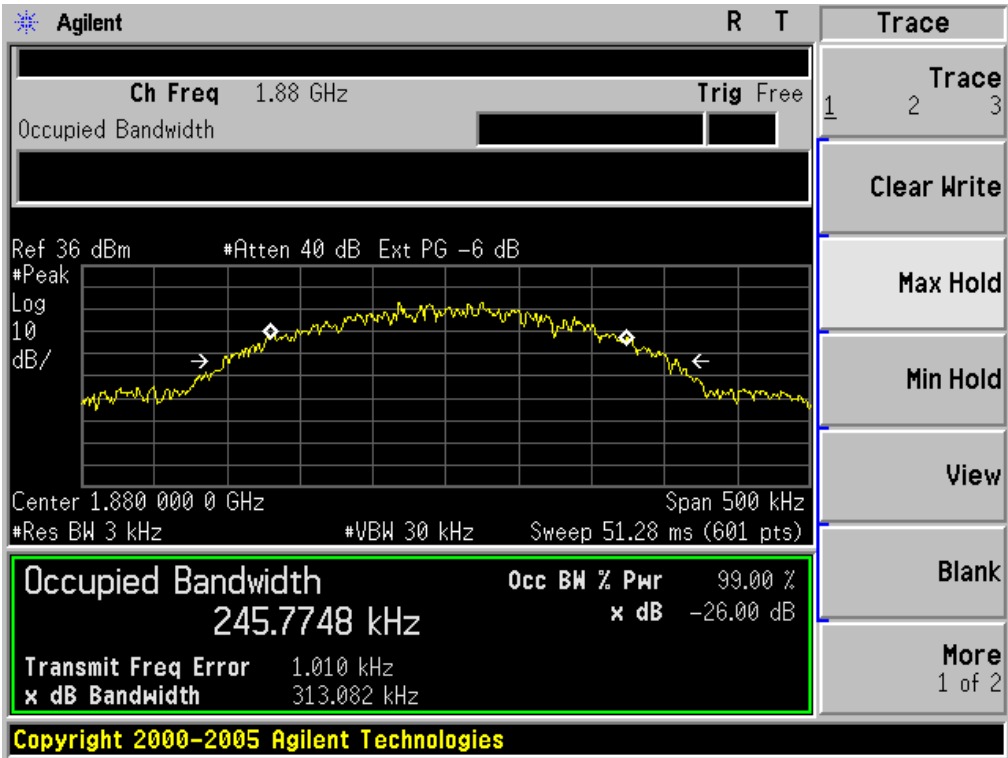 Agilent R T
Ch Freq 1.88 GHz Trig Free
Occupied Bandwidth
Ref 36 dBm #Atten 40 dB Ext PG -6 dB
#Peak
Log
10
dB/
Center 1.880 000 0 GHz Span 500 kHz
#Res BW 3 kHz #VBW 30 kHz Sweep 51.28 ms (601 pts)
Occupied Bandwidth Occ BW % Pwr 99.00 %
245.7748 kHz x dB -26.00 dB
Transmit Freq Error 1.010 kHz
x dB Bandwidth 313.082 kHz
Copyright 2000-2005 Agilent Technologies
Trace
Trace
1 2 3
Clear Write
Max Hold
Min Hold
View
Blank
More
1 of 2